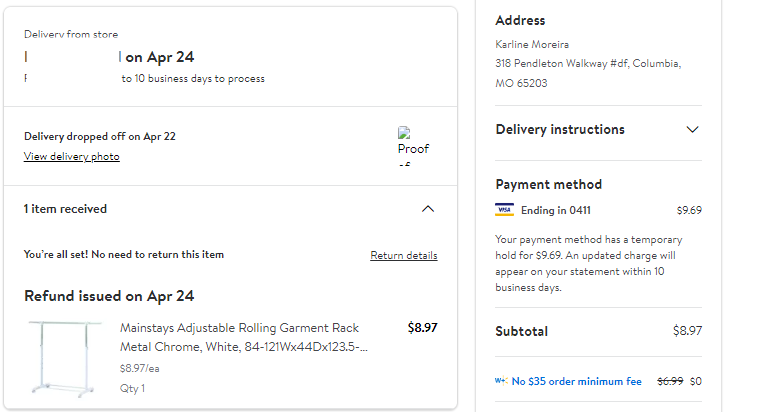 Delivery from store
on Apr 24
to 10 business days to process
Delivery dropped off on Apr 22
View delivery photo
Proof
of
1 item received
You're all set! No need to return this item
Return details
Refund issued on Apr 24
Mainstays Adjustable Rolling Garment Rack
$8.97
Metal Chrome, White, 84-121Wx44Dx123.5-...
$8.97/ea
Qty 1
Address
Karline Moreira
318 Pendleton Walkway #df, Columbia,
MO 65203
Delivery instructions
Payment method
VISA Ending in 0411 $9.69
Your payment method has a temporary
hold for $9.69. An updated charge will
appear on your statement within 10
business days.
Subtotal $8.97
W+: No $35 order minimum fee $6.99 $0